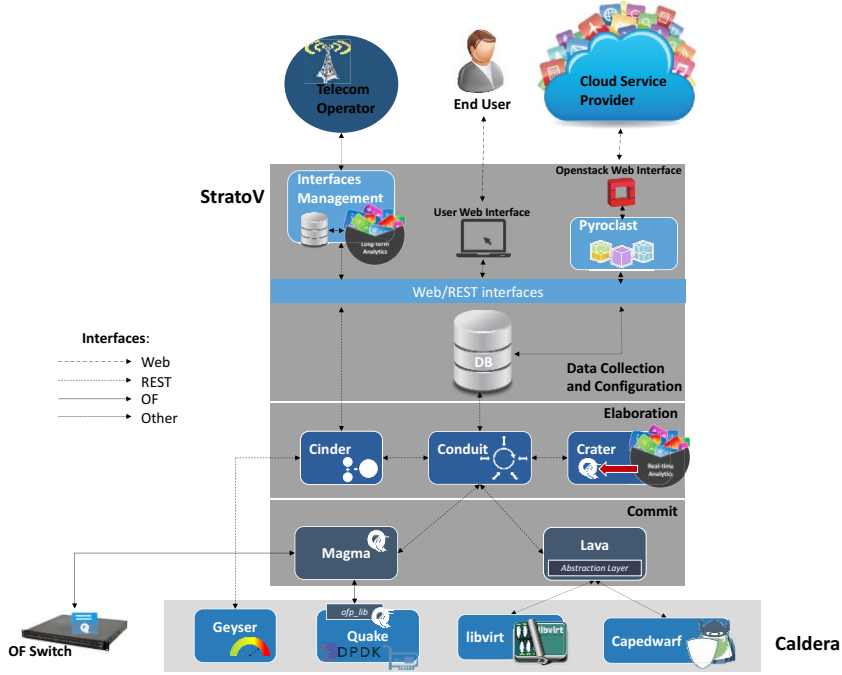 Telecom
Operator
End User
Cloud Service
Provider
StratoV
Interfaces
Management
Long-term
Analytics
User Web Interface
Openstack Web Interface
Pyroclast
Web/REST interfaces
DB
Data Collection
and Configuration
Interfaces:
Web
REST
OF
Other
Elaboration
Cinder
Conduit
Crater
Real-time
Analytics
Commit
Magma
Lava
Abstraction Layer
OF Switch
Geyser
ofp_lib
Quake
DPDK
libvirt
libvirt
Capedwarf
Caldera